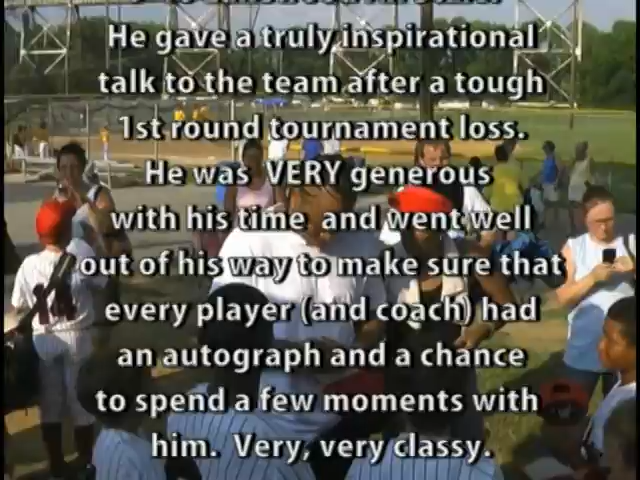 He gave a truly inspirational
talk to the team after a tough
1st round tournament loss.
He was VERY generous
with his time and went well
out of his way to make sure that
every player (and coach) had
an autograph and a chance
to spend a few moments with
him. Very, very classy.